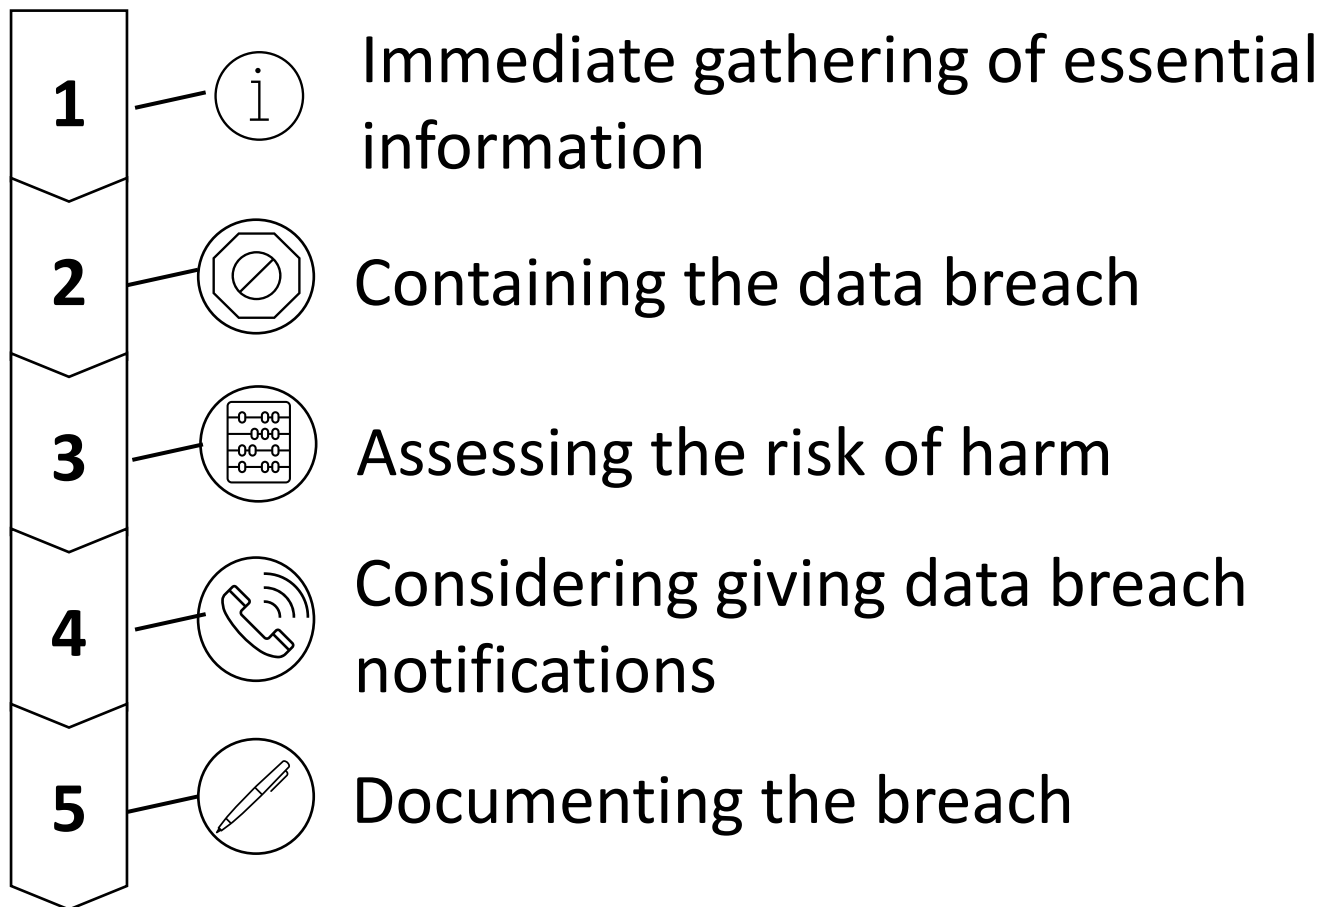 1
Immediate gathering of essential
information
2
Containing the data breach
3
Assessing the risk of harm
4
Considering giving data breach
notifications
5
Documenting the breach